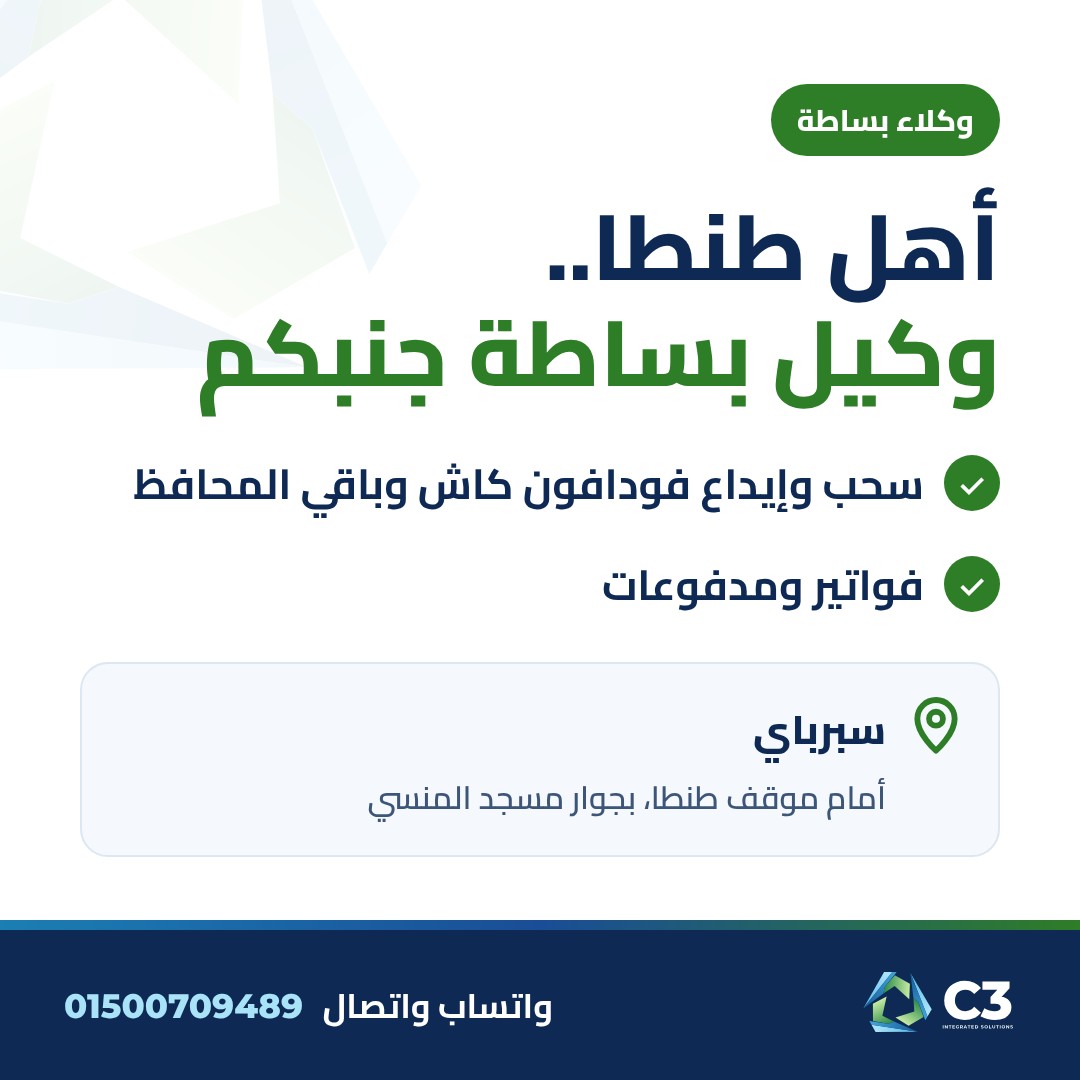 وكلاء بساطة
أهل طنطا..
وكيل بساطة جنبكم
سحب وإيداع فودافون كاش وباقي المحافظ
فواتير ومدفوعات
سبرباي
أمام موقف طنطا، بجوار مسجد المنسي
C3
INTEGRATED SOLUTIONS
واتساب واتصال 01500709489